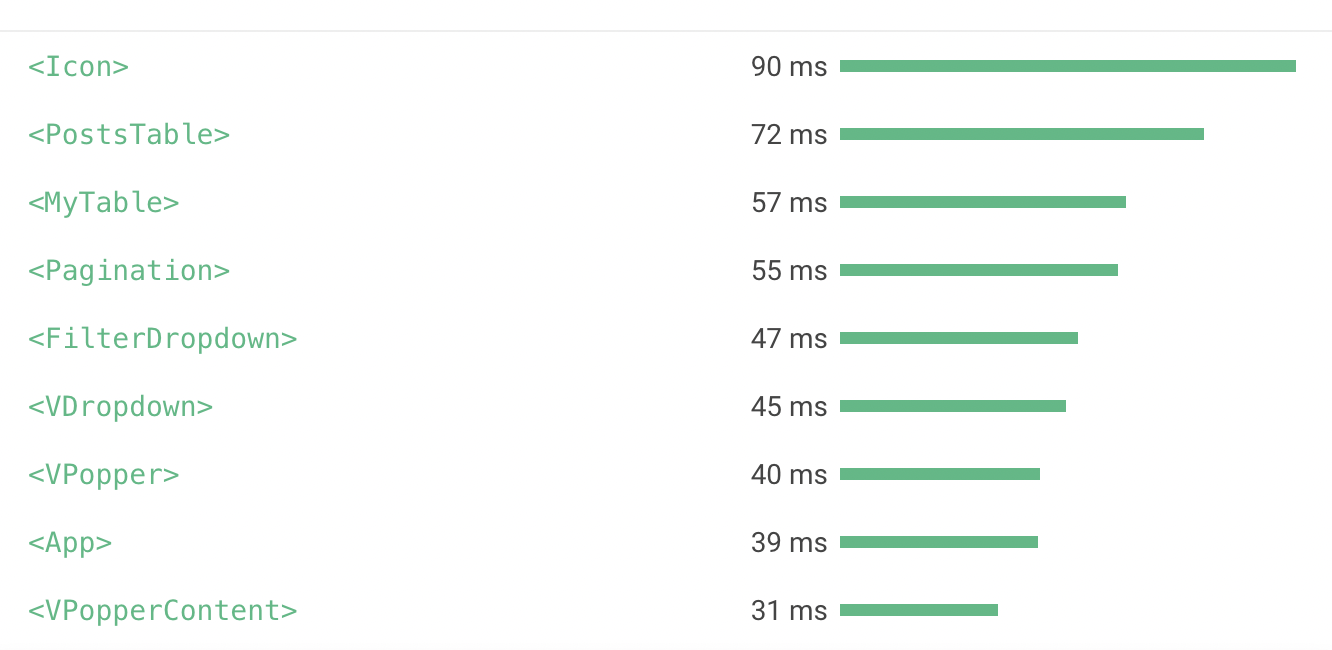 <Icon> 90 ms
<PostsTable> 72 ms
<MyTable> 57 ms
<Pagination> 55 ms
<FilterDropdown> 47 ms
<VDropdown> 45 ms
<VPopper> 40 ms
<App> 39 ms
<VPopperContent> 31 ms